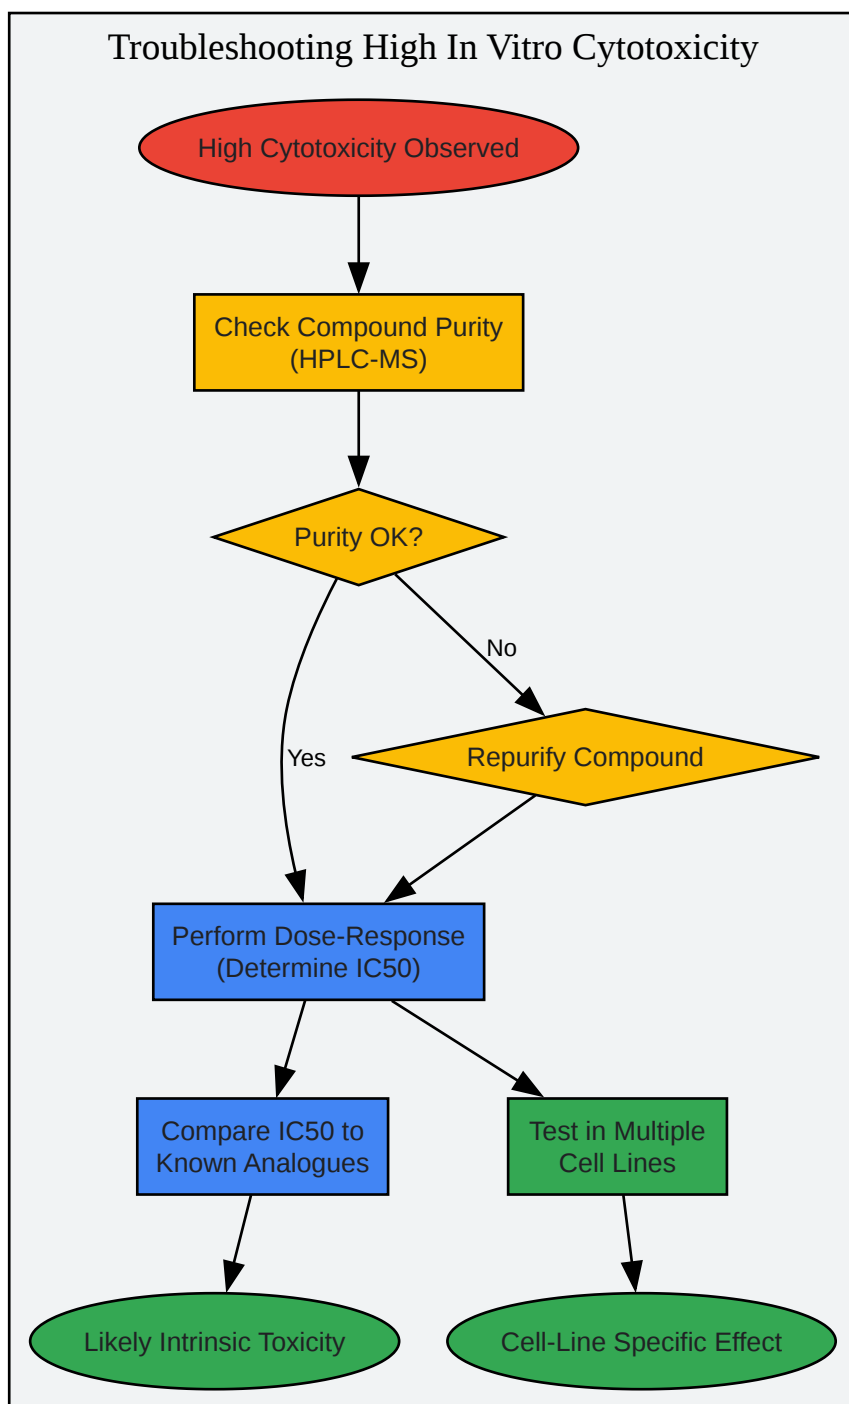 Troubleshooting High In Vitro Cytotoxicity
High Cytotoxicity Observed
Check Compound Purity
(HPLC-MS)
Purity OK?
No
Yes
Repurify Compound
Perform Dose-Response
(Determine IC50)
Compare IC50 to
Known Analogues
Test in Multiple
Cell Lines
Likely Intrinsic Toxicity
Cell-Line Specific Effect